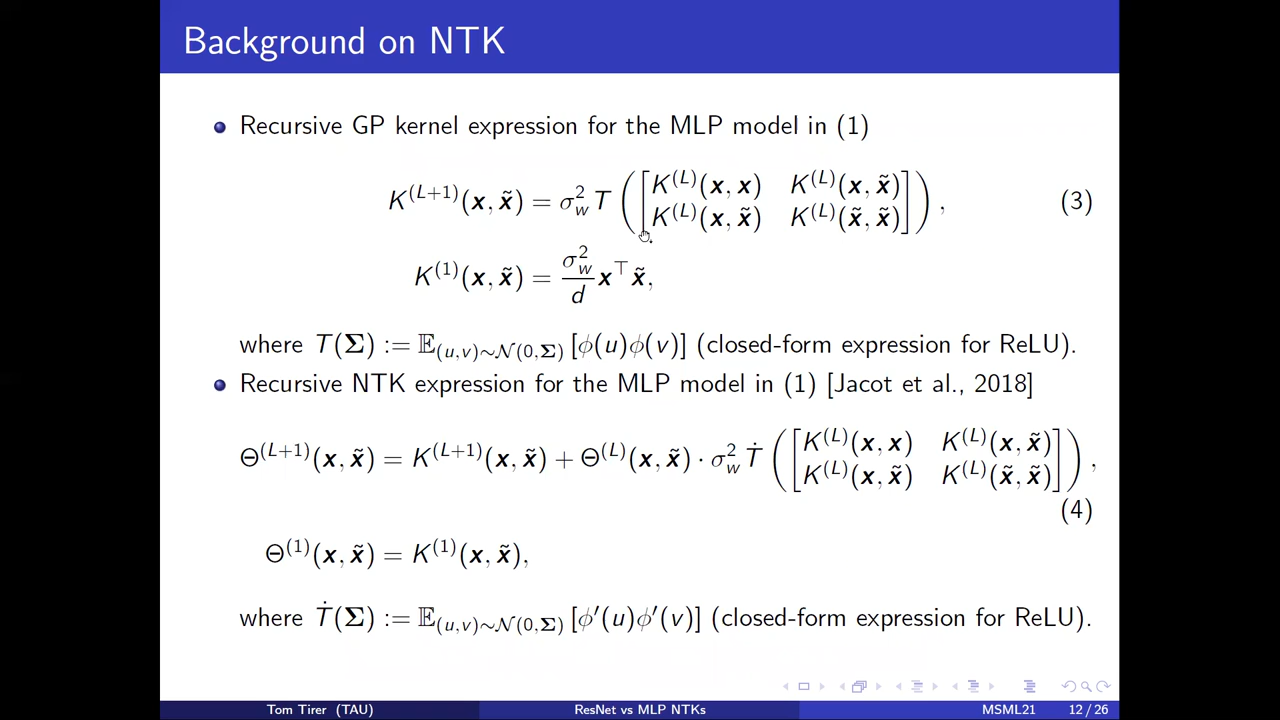 Background on NTK
Recursive GP kernel expression for the MLP model in (1)
K^{(L+1)}(x, x̃) = σ_w^2 T ( [ K^{(L)}(x, x) K^{(L)}(x, x̃) ; K^{(L)}(x, x̃) K^{(L)}(x̃, x̃) ] ) , (3)
K^{(1)}(x, x̃) = \frac{σ_w^2}{d} x^⊤ x̃,
where T(Σ) := 𝔼_{(u,v)∼𝒩(0,Σ)} [ϕ(u)ϕ(v)] (closed-form expression for ReLU).
Recursive NTK expression for the MLP model in (1) [Jacot et al., 2018]
Θ^{(L+1)}(x, x̃) = K^{(L+1)}(x, x̃) + Θ^{(L)}(x, x̃) · σ_w^2 Ṫ ( [ K^{(L)}(x, x) K^{(L)}(x, x̃) ; K^{(L)}(x, x̃) K^{(L)}(x̃, x̃) ] ) ,
(4)
Θ^{(1)}(x, x̃) = K^{(1)}(x, x̃),
where Ṫ(Σ) := 𝔼_{(u,v)∼𝒩(0,Σ)} [ϕ′(u)ϕ′(v)] (closed-form expression for ReLU).
Tom Tirer (TAU) ResNet vs MLP NTKs MSML21 12 / 26